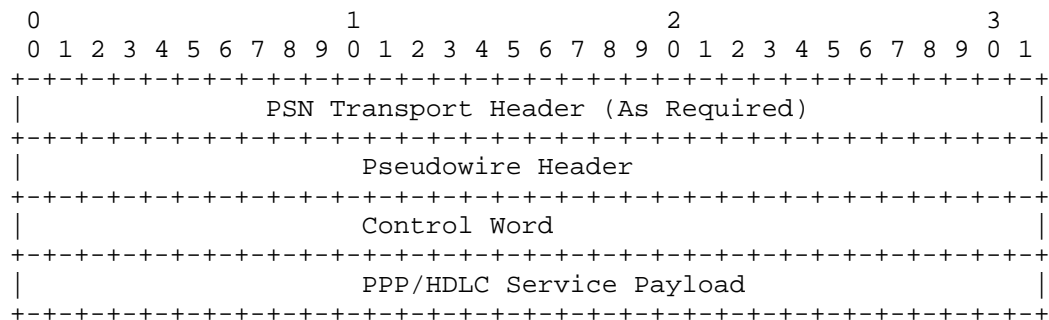 0                   1                   2                   3
 0 1 2 3 4 5 6 7 8 9 0 1 2 3 4 5 6 7 8 9 0 1 2 3 4 5 6 7 8 9 0 1
+-+-+-+-+-+-+-+-+-+-+-+-+-+-+-+-+-+-+-+-+-+-+-+-+-+-+-+-+-+-+-+-+
|               PSN Transport Header (As Required)              |
+-+-+-+-+-+-+-+-+-+-+-+-+-+-+-+-+-+-+-+-+-+-+-+-+-+-+-+-+-+-+-+-+
|                     Pseudowire Header                         |
+-+-+-+-+-+-+-+-+-+-+-+-+-+-+-+-+-+-+-+-+-+-+-+-+-+-+-+-+-+-+-+-+
|                     Control Word                              |
+-+-+-+-+-+-+-+-+-+-+-+-+-+-+-+-+-+-+-+-+-+-+-+-+-+-+-+-+-+-+-+-+
|                     PPP/HDLC Service Payload                  |
+-+-+-+-+-+-+-+-+-+-+-+-+-+-+-+-+-+-+-+-+-+-+-+-+-+-+-+-+-+-+-+-+